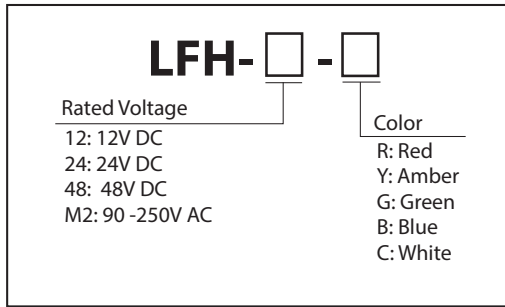 LFH- -
Rated Voltage
12: 12V DC
24: 24V DC
48: 48V DC
M2: 90 -250V AC
Color
R: Red
Y: Amber
G: Green
B: Blue
C: White